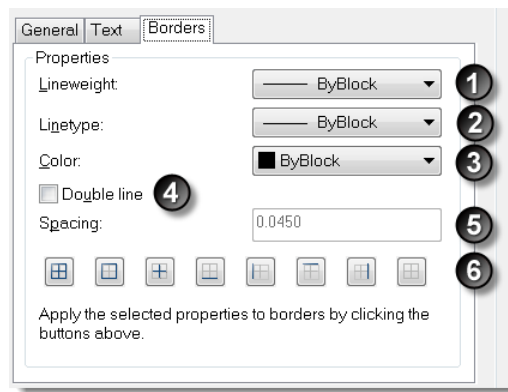 General Text Borders
Properties
Lineweight: ByBlock 1
Linetype: ByBlock 2
Color: ByBlock 3
Double line 4
Spacing: 0.0450 5
6
Apply the selected properties to borders by clicking the
buttons above.